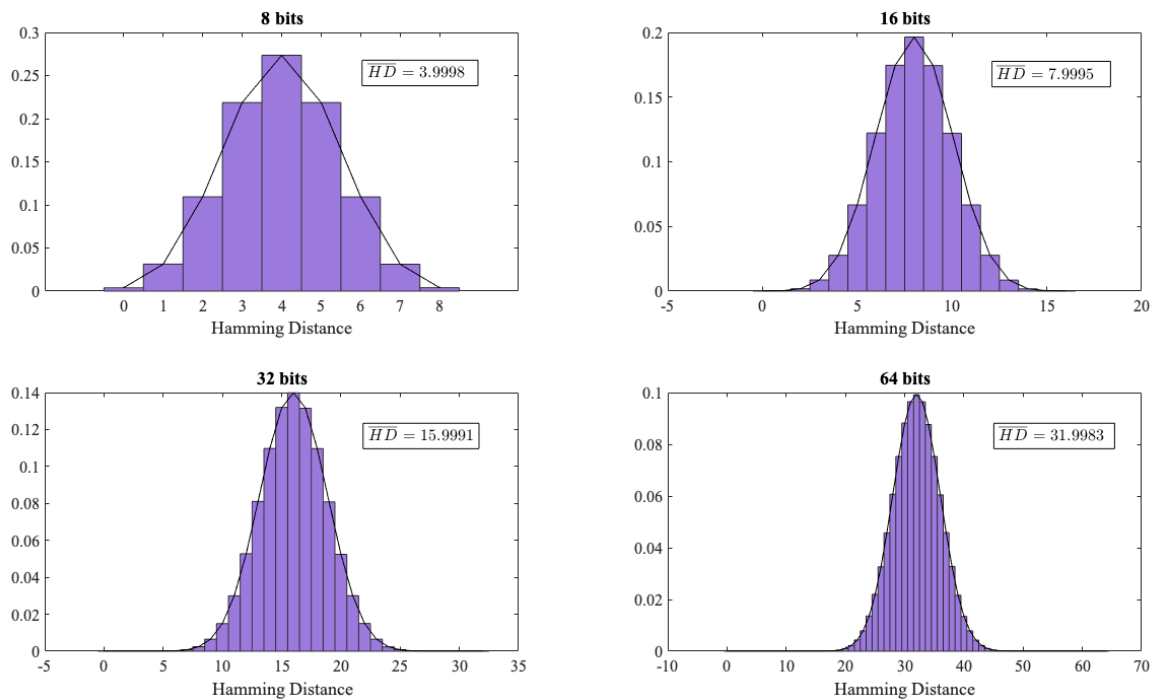 8 bits
0.3
0.25
0.2
0.15
0.1
0.05
0
0 1 2 3 4 5 6 7 8
Hamming Distance
HD = 3.9998
16 bits
0.2
0.15
0.1
0.05
0
-5 0 5 10 15 20
Hamming Distance
HD = 7.9995
32 bits
0.14
0.12
0.1
0.08
0.06
0.04
0.02
0
-5 0 5 10 15 20 25 30 35
Hamming Distance
HD = 15.9991
64 bits
0.1
0.08
0.06
0.04
0.02
0
-10 0 10 20 30 40 50 60 70
Hamming Distance
HD = 31.9983